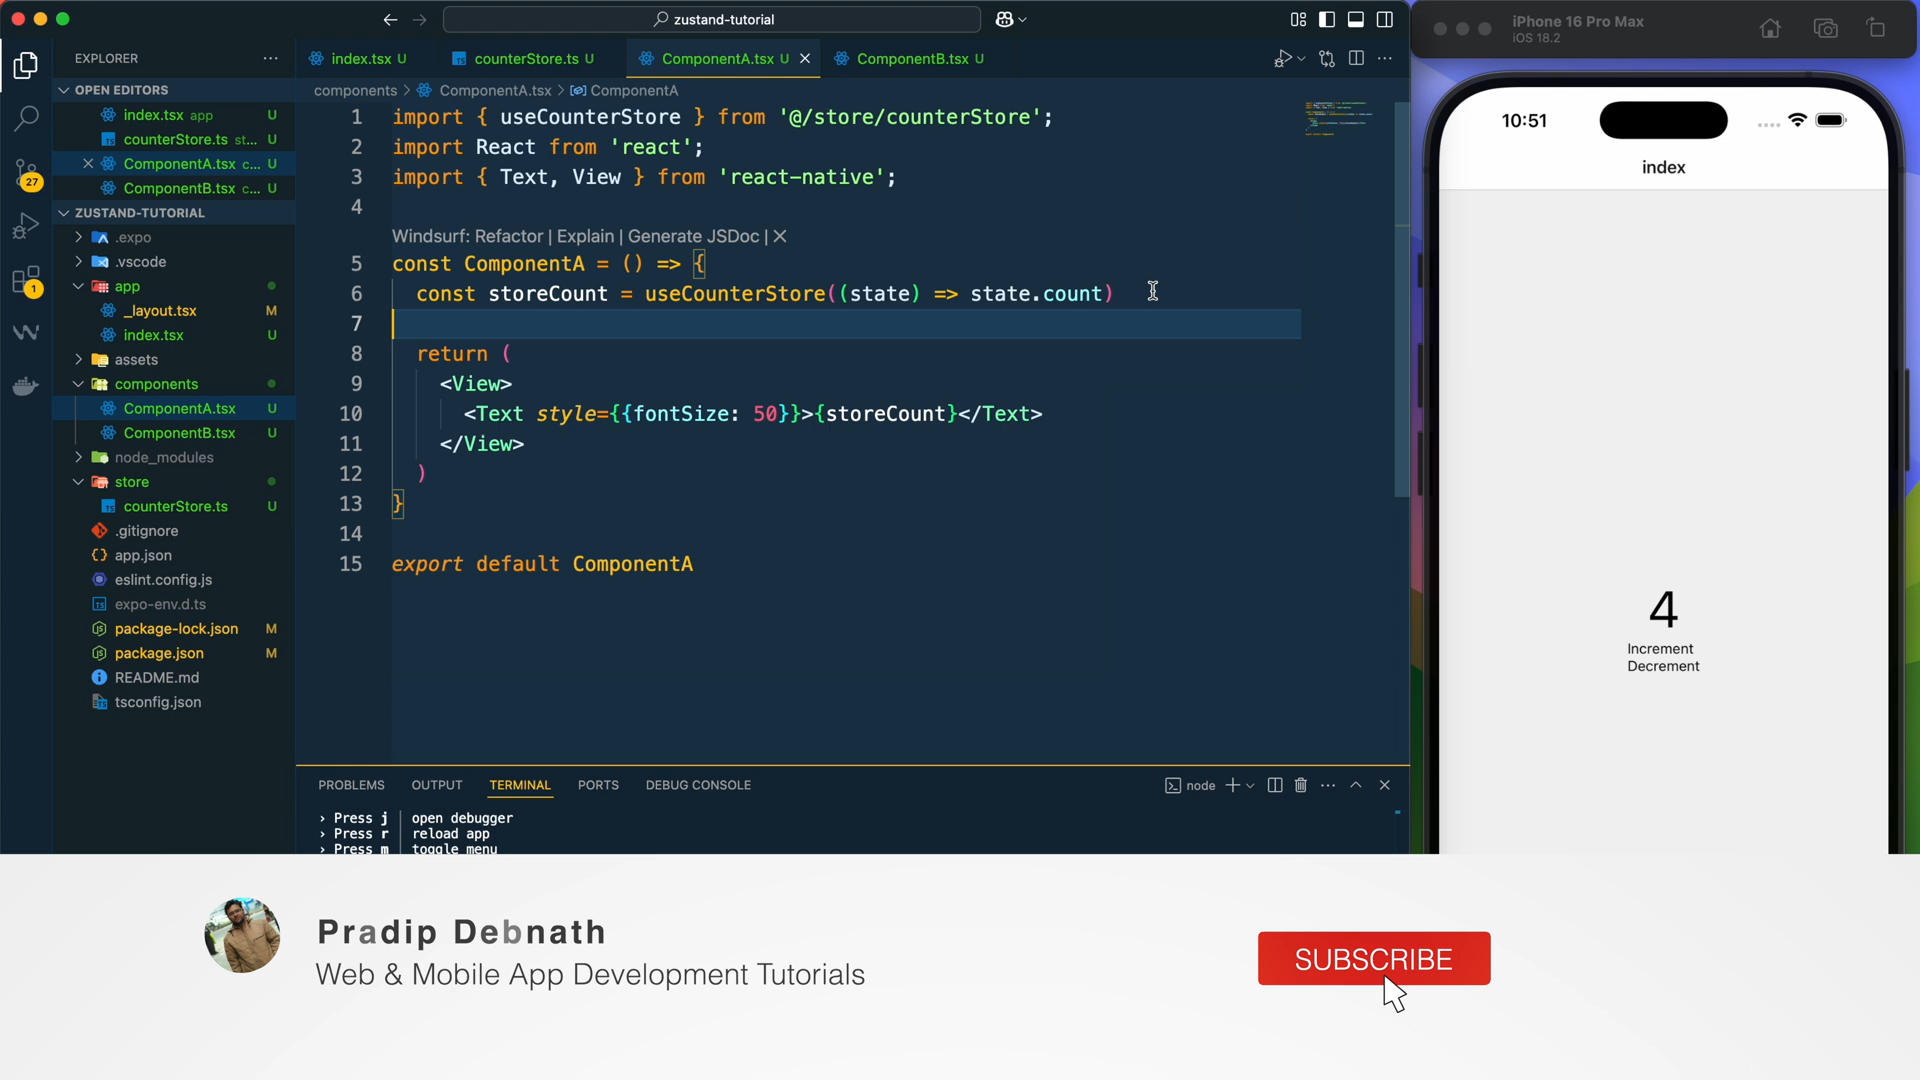 zustand-tutorial
iPhone 16 Pro Max
iOS 18.2
EXPLORER
index.tsx U
counterStore.ts U
ComponentA.tsx U
ComponentB.tsx U
OPEN EDITORS
index.tsx app U
counterStore.ts st... U
ComponentA.tsx c... U
ComponentB.tsx c... U
ZUSTAND-TUTORIAL
.expo
.vscode
app
_layout.tsx M
index.tsx U
assets
components
ComponentA.tsx U
ComponentB.tsx U
node_modules
store
counterStore.ts U
.gitignore
app.json
eslint.config.js
expo-env.d.ts
package-lock.json M
package.json M
README.md
tsconfig.json
27
1
components > ComponentA.tsx > ComponentA
1 import { useCounterStore } from '@/store/counterStore';
2 import React from 'react';
3 import { Text, View } from 'react-native';
4
Windsurf: Refactor | Explain | Generate JSDoc | X
5 const ComponentA = () => {
6 const storeCount = useCounterStore((state) => state.count)
7
8 return (
9 <View>
10 <Text style={{fontSize: 50}}>{storeCount}</Text>
11 </View>
12 )
13 }
14
15 export default ComponentA
PROBLEMS OUTPUT TERMINAL PORTS DEBUG CONSOLE
node
› Press j │ open debugger
› Press r │ reload app
› Press m │ toggle menu
10:51
index
4
Increment
Decrement
Pradip Debnath
Web & Mobile App Development Tutorials
SUBSCRIBE